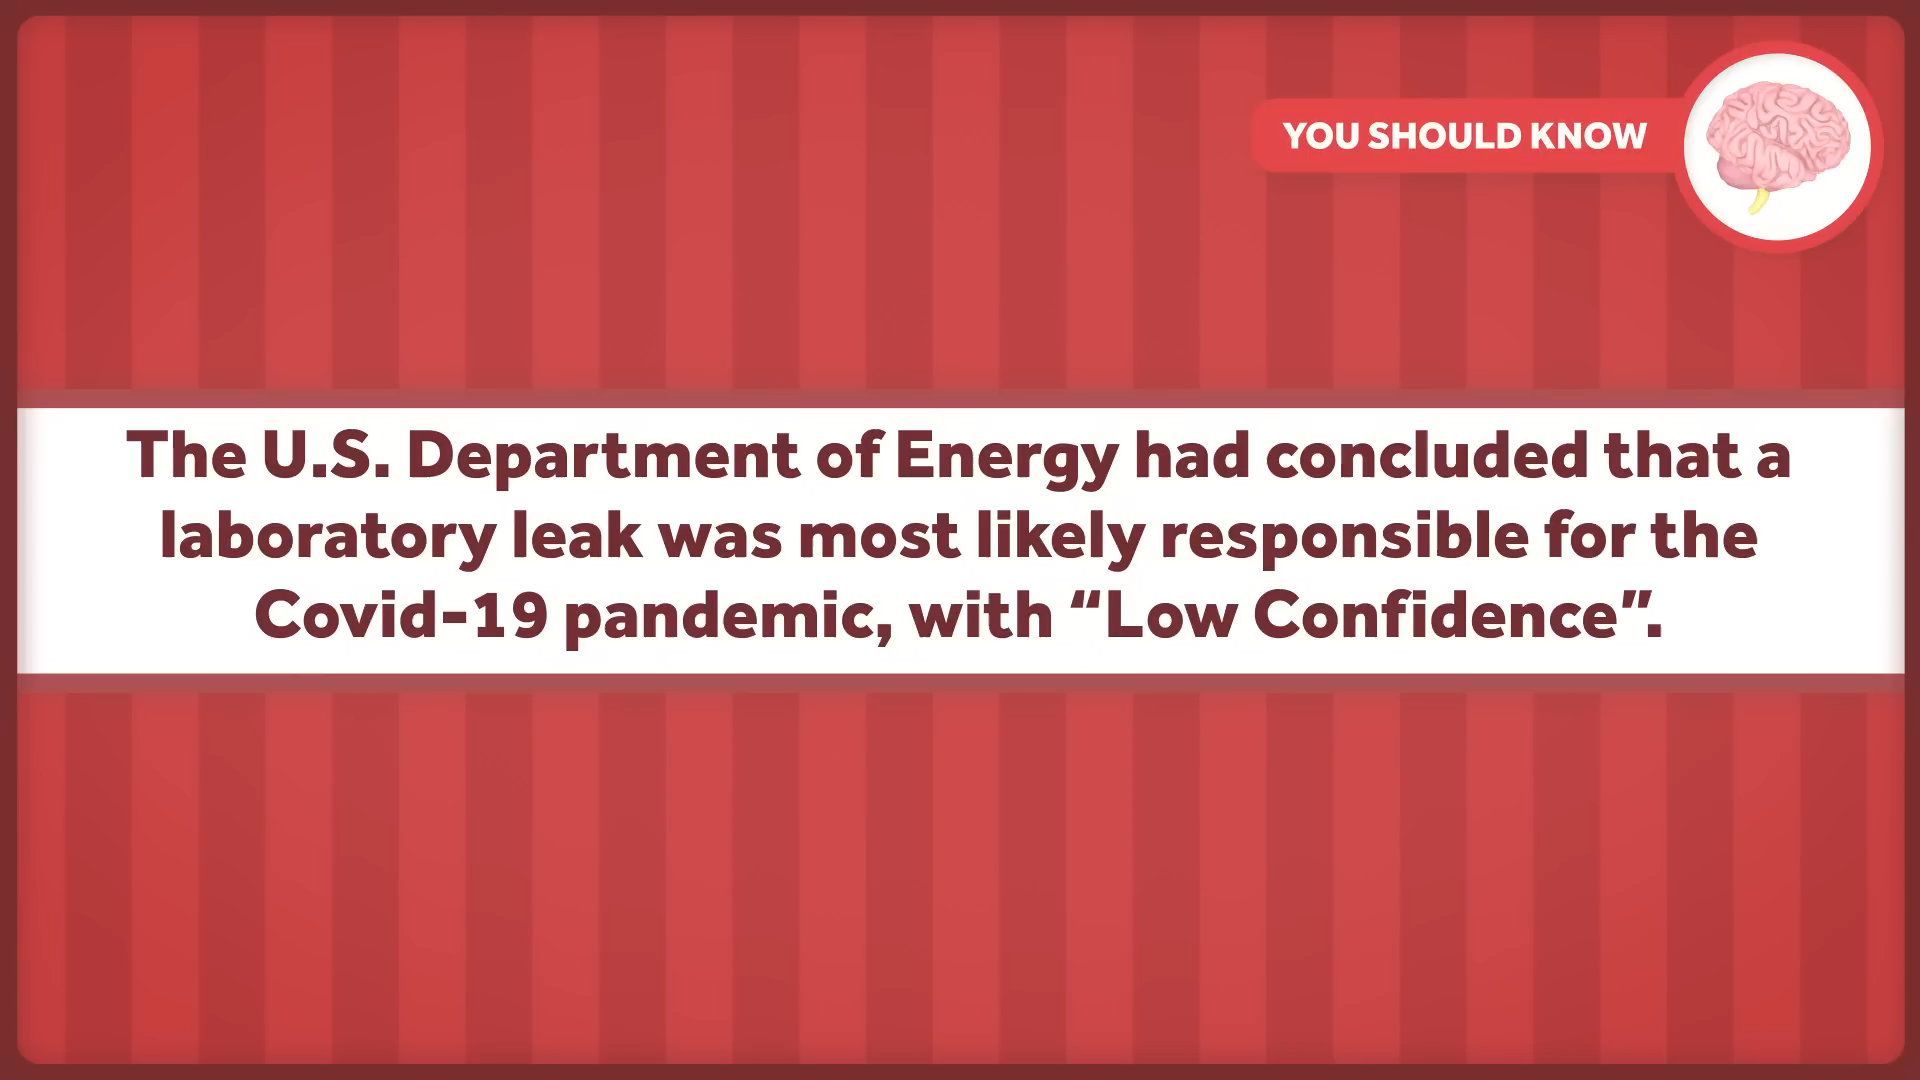 YOU SHOULD KNOW
The U.S. Department of Energy had concluded that a
laboratory leak was most likely responsible for the
Covid-19 pandemic, with “Low Confidence”.